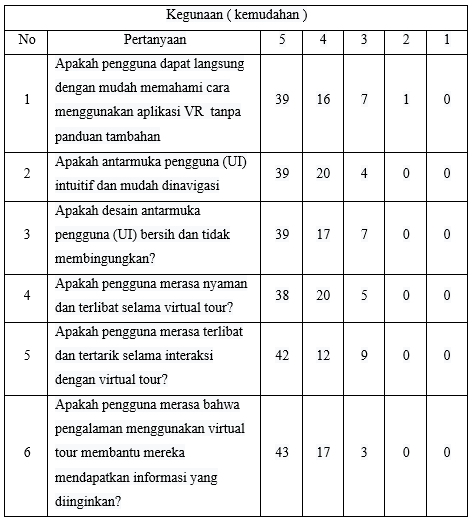 Kegunaan ( kemudahan )
No Pertanyaan 5 4 3 2 1
Apakah pengguna dapat langsung
dengan mudah memahami cara
1 menggunakan aplikasi VR tanpa 39 16 7 1 0
panduan tambahan
Apakah antarmuka pengguna (UI)
2 39 20 4 0 0
intuitif dan mudah dinavigasi
Apakah desain antarmuka
3 pengguna (UI) bersih dan tidak 39 17 7 0 0
membingungkan?
Apakah pengguna merasa nyaman
4 38 20 5 0 0
dan terlibat selama virtual tour?
Apakah pengguna merasa terlibat
5 dan tertarik selama interaksi 42 12 9 0 0
dengan virtual tour?
Apakah pengguna merasa bahwa
pengalaman menggunakan virtual
6 tour membantu mereka 43 17 3 0 0
mendapatkan informasi yang
diinginkan?